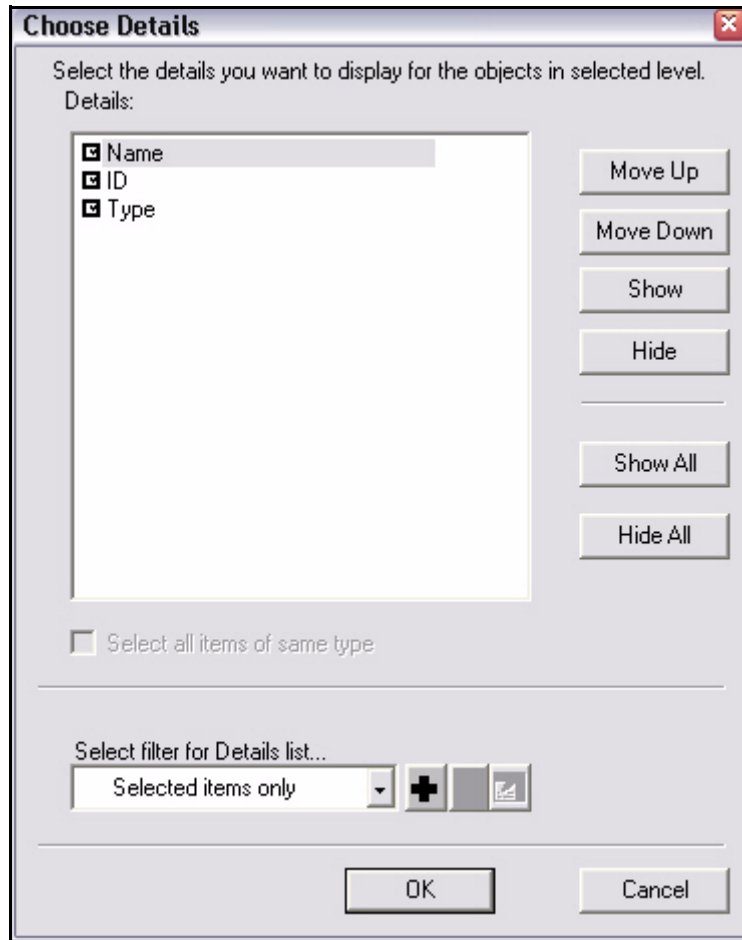 Choose Details
Select the details you want to display for the objects in selected level.
Details:
Name
ID
Type
Move Up
Move Down
Show
Hide
Show All
Hide All
Select all items of same type
Select filter for Details list...
Selected items only
OK
Cancel